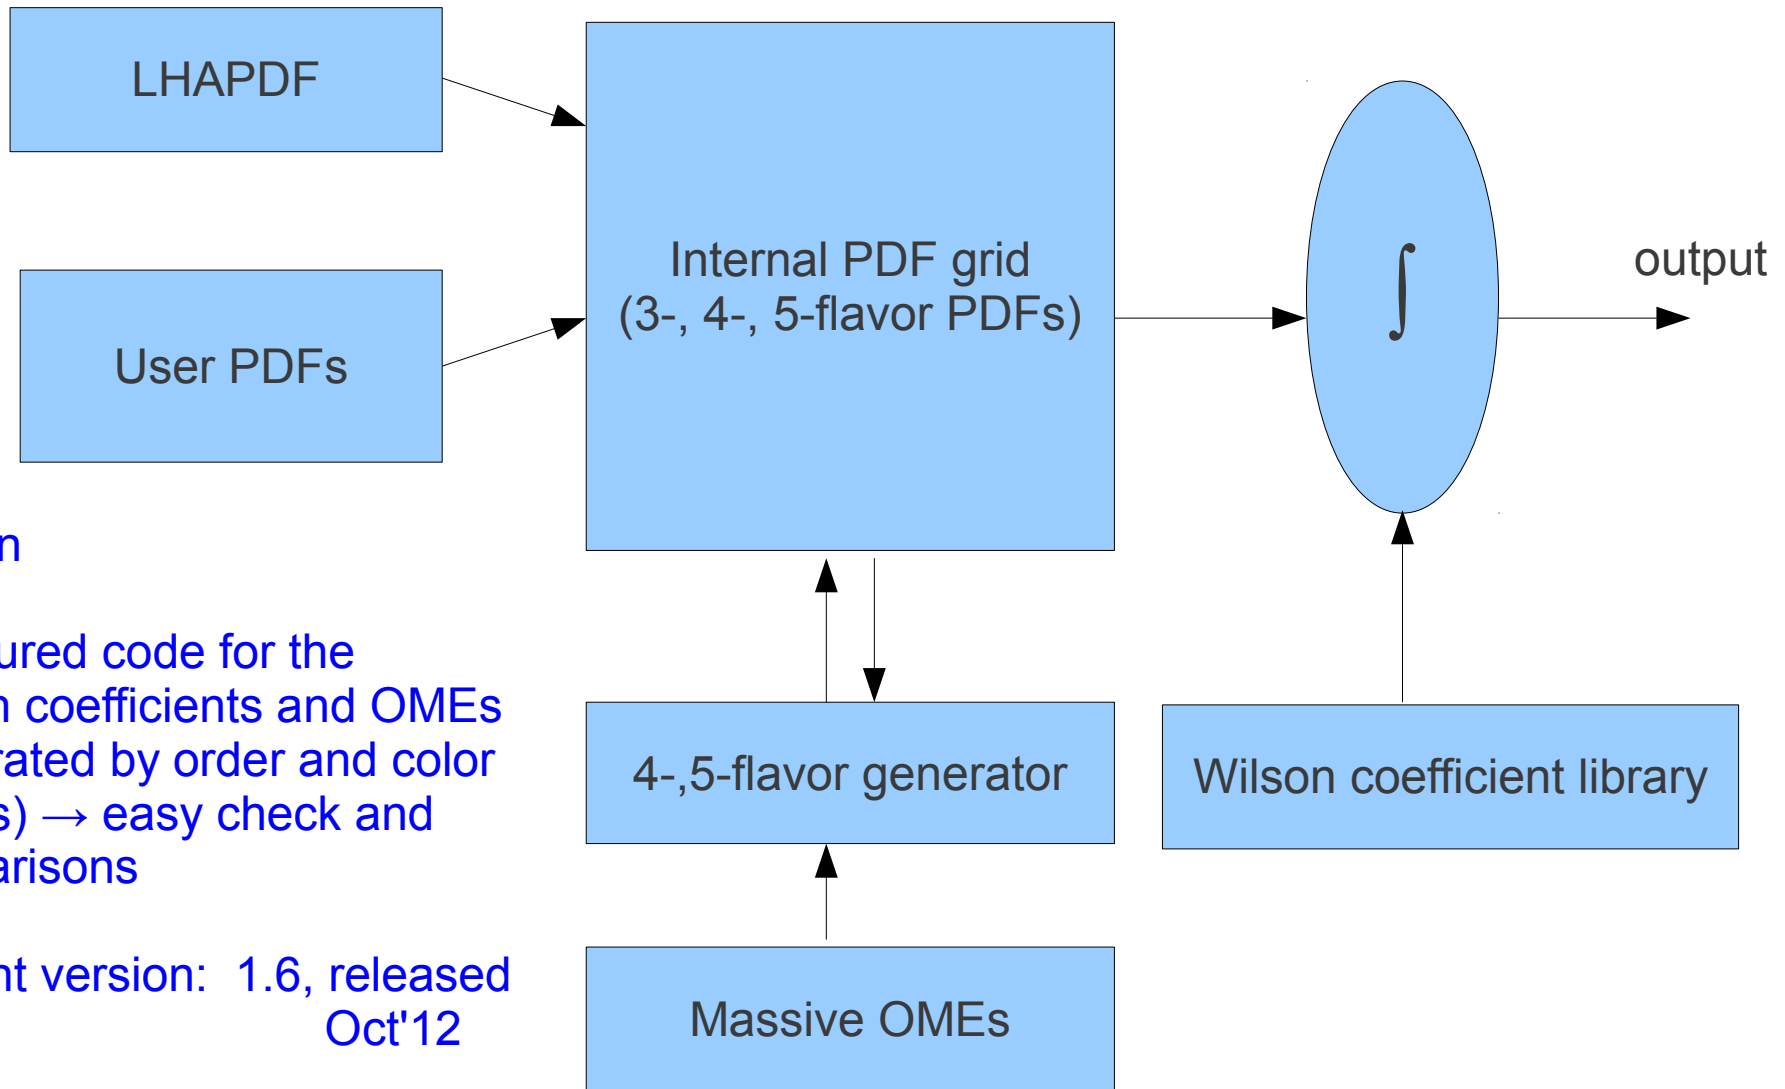 LHAPDF
User PDFs
Internal PDF grid
(3-, 4-, 5-flavor PDFs)
∫
output
4-,5-flavor generator
Wilson coefficient library
Massive OMEs
n
ured code for the
n coefficients and OMEs
rated by order and color
s) → easy check and
arisons
nt version: 1.6, released
Oct'12